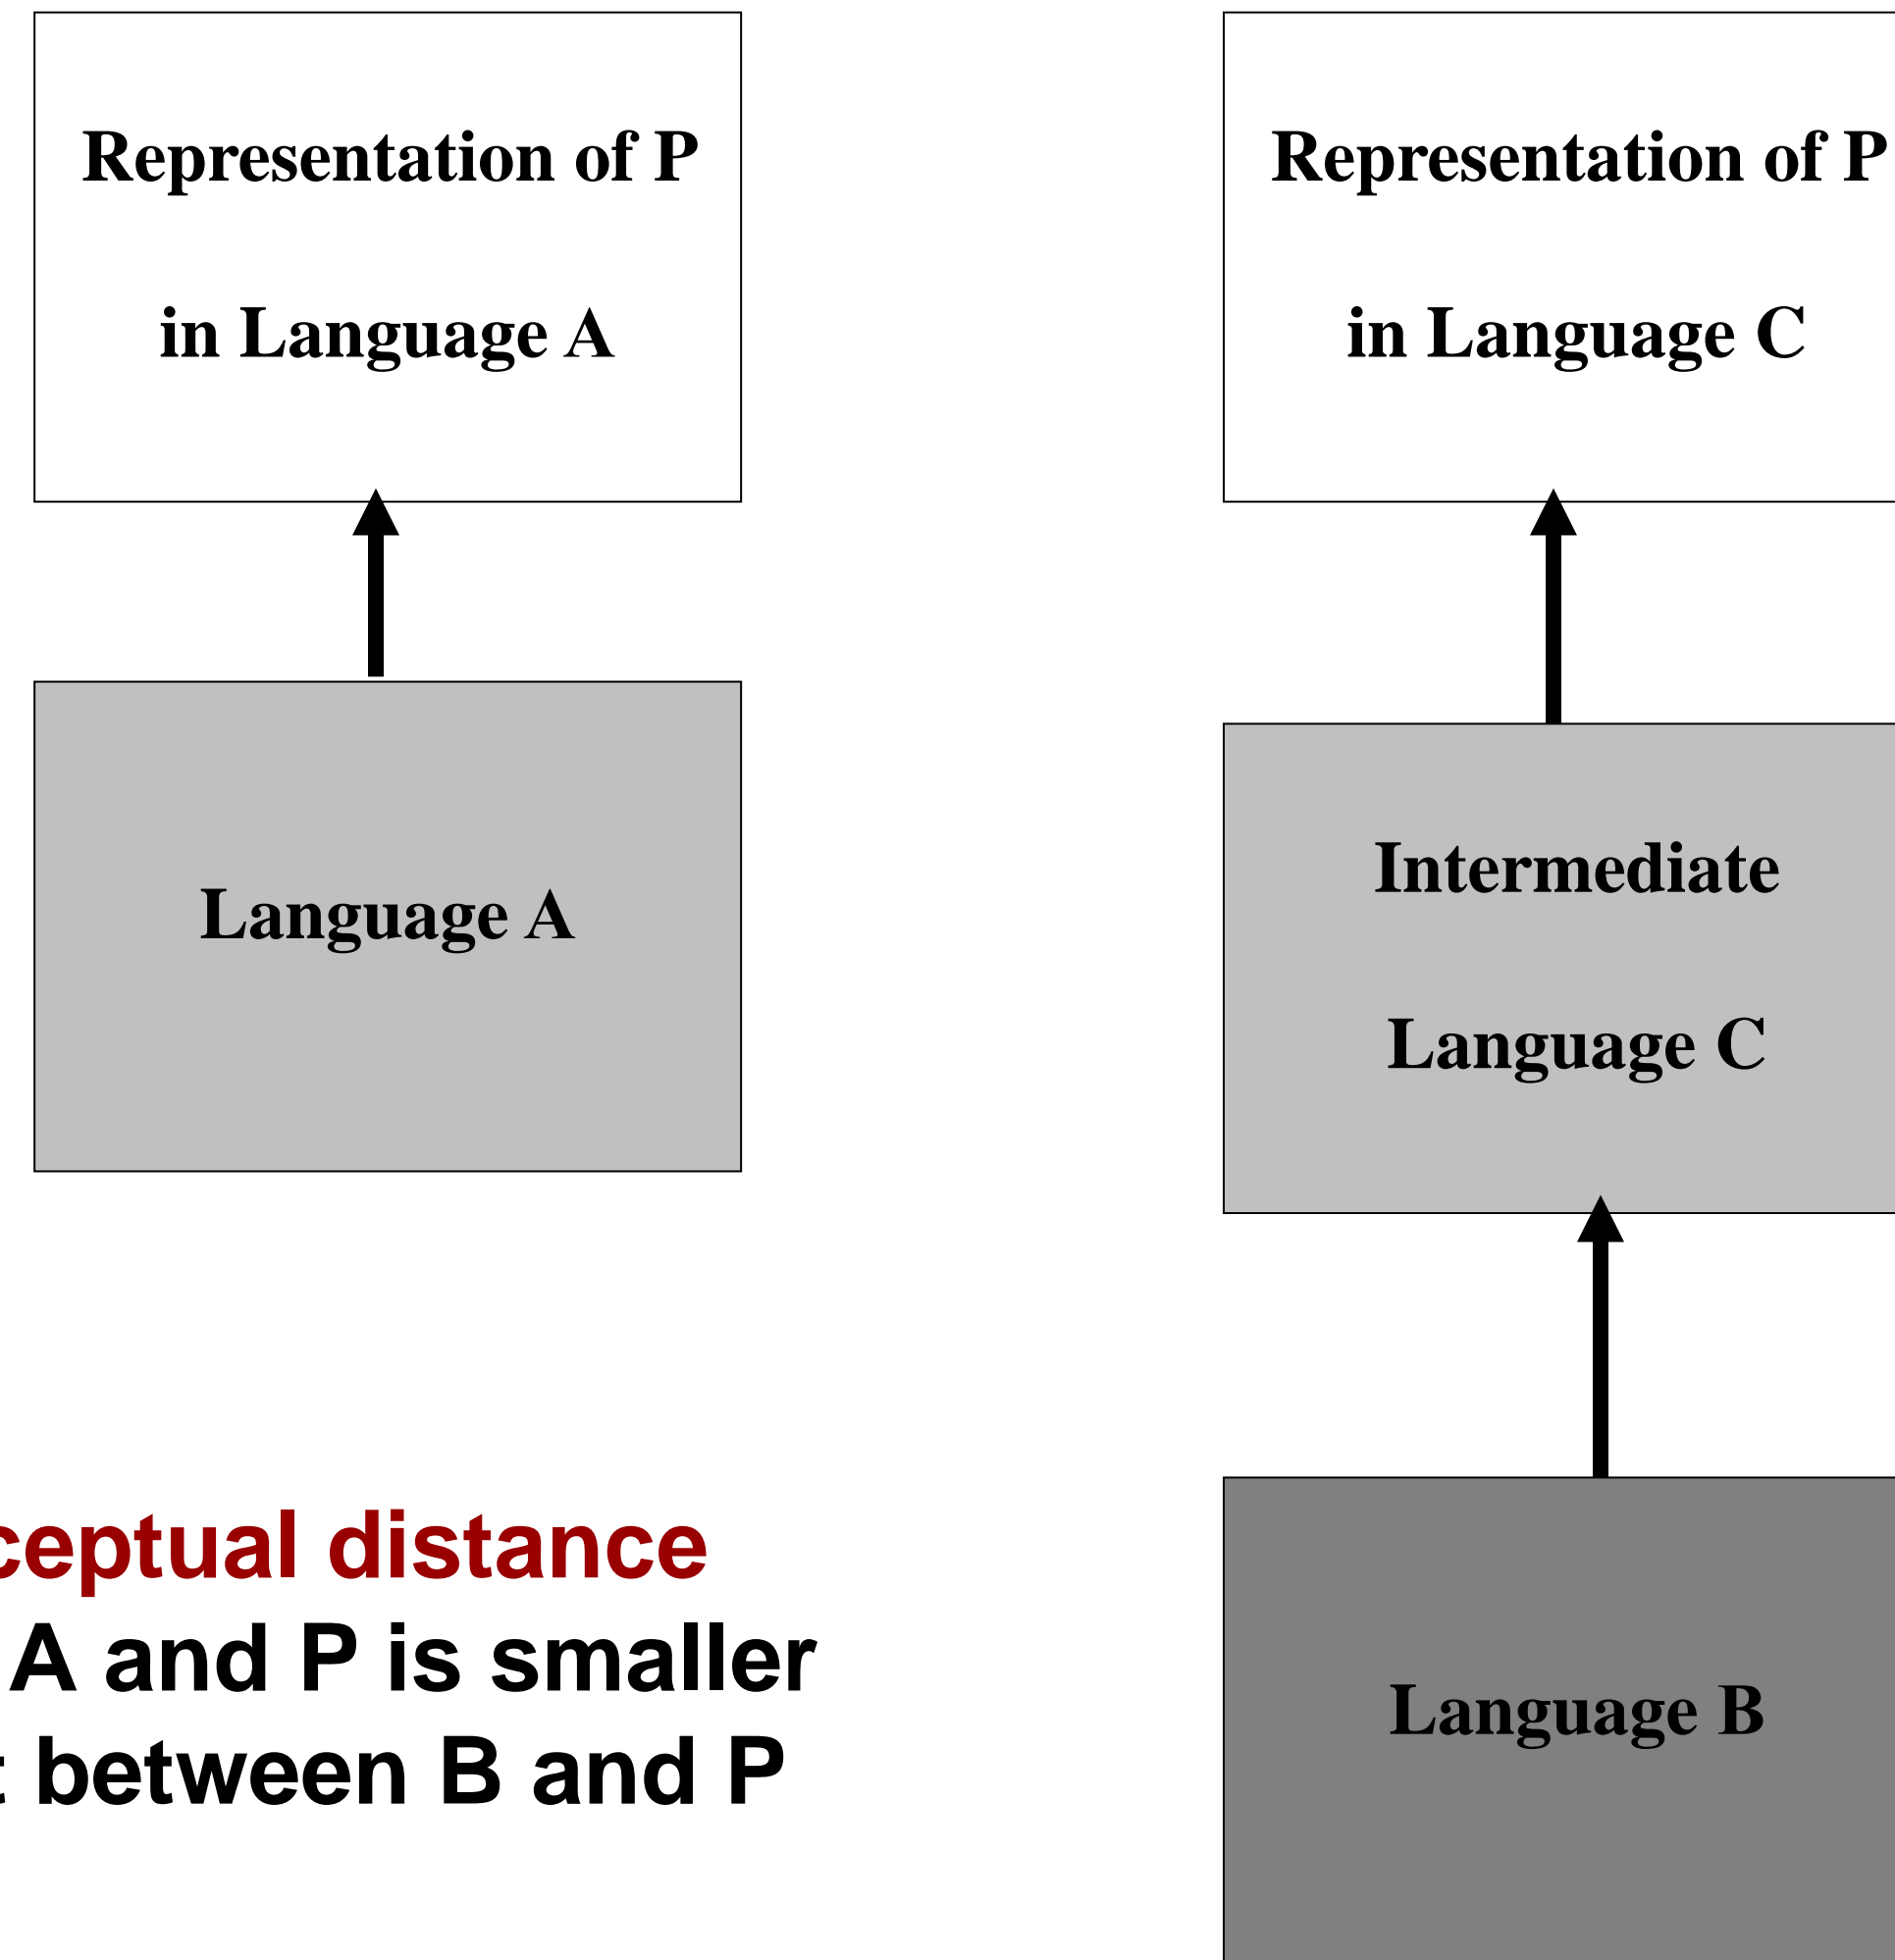 Representation of P
in Language A
Representation of P
in Language C
Language A
Intermediate
Language C
ceptual distance
A and P is smaller
between B and P
Language B